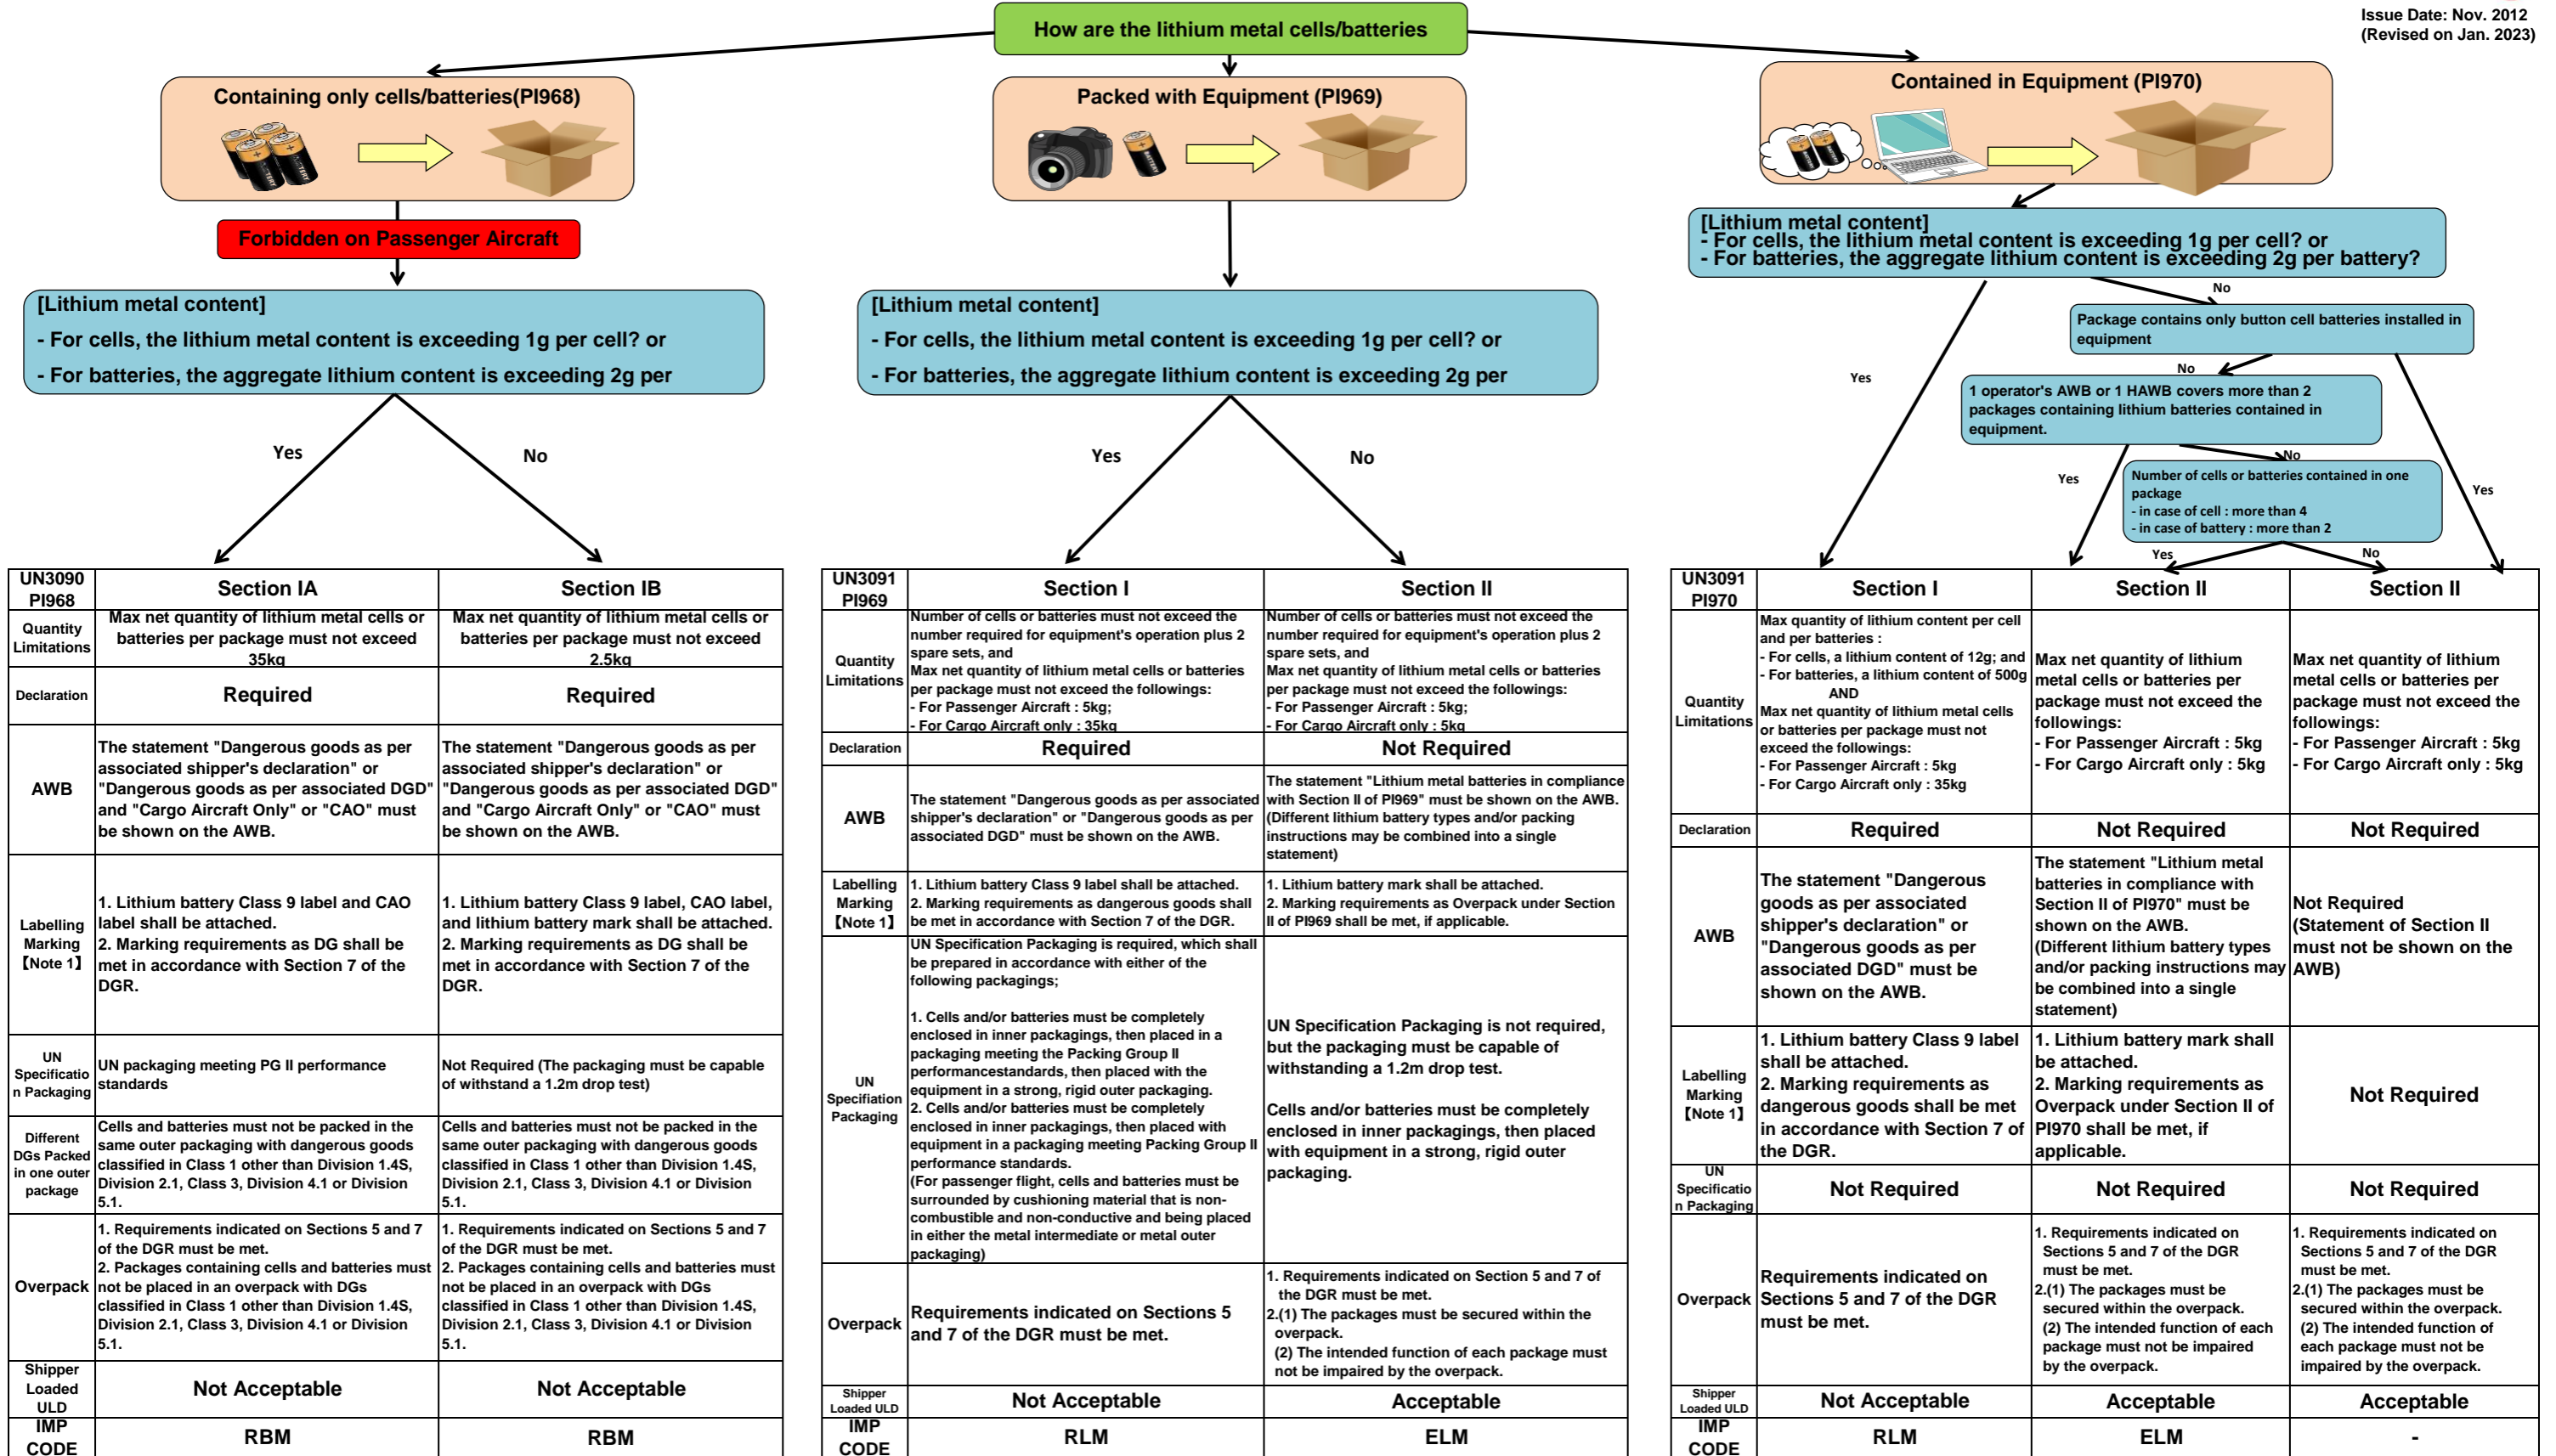 Issue Date: Nov. 2012
(Revised on Jan. 2023)
How are the lithium metal cells/batteries
Containing only cells/batteries(PI968)
Forbidden on Passenger Aircraft
[Lithium metal content]
- For cells, the lithium metal content is exceeding 1g per cell? or
- For batteries, the aggregate lithium content is exceeding 2g per
Yes
No
Packed with Equipment (PI969)
BATTERY
[Lithium metal content]
- For cells, the lithium metal content is exceeding 1g per cell? or
- For batteries, the aggregate lithium content is exceeding 2g per
Yes
No
Contained in Equipment (PI970)
[Lithium metal content]
- For cells, the lithium metal content is exceeding 1g per cell? or
- For batteries, the aggregate lithium content is exceeding 2g per battery?
No
Package contains only button cell batteries installed in
equipment
Yes
No
1 operator's AWB or 1 HAWB covers more than 2
packages containing lithium batteries contained in
equipment.
No
Yes
Number of cells or batteries contained in one
package
- in case of cell : more than 4
- in case of battery : more than 2
Yes
Yes
No
UN3090
PI968
Section IA
Section IB
Quantity
Limitations
Max net quantity of lithium metal cells or
batteries per package must not exceed
35kg
Max net quantity of lithium metal cells or
batteries per package must not exceed
2.5kg
Declaration
Required
Required
AWB
The statement "Dangerous goods as per
associated shipper's declaration" or
"Dangerous goods as per associated DGD"
and "Cargo Aircraft Only" or "CAO" must
be shown on the AWB.
The statement "Dangerous goods as per
associated shipper's declaration" or
"Dangerous goods as per associated DGD"
and "Cargo Aircraft Only" or "CAO" must
be shown on the AWB.
Labelling
Marking
【Note 1】
1. Lithium battery Class 9 label and CAO
label shall be attached.
2. Marking requirements as DG shall be
met in accordance with Section 7 of the
DGR.
1. Lithium battery Class 9 label, CAO label,
and lithium battery mark shall be attached.
2. Marking requirements as DG shall be
met in accordance with Section 7 of the
DGR.
UN
Specificatio
n Packaging
UN packaging meeting PG II performance
standards
Not Required (The packaging must be capable
of withstand a 1.2m drop test)
Different
DGs Packed
in one outer
package
Cells and batteries must not be packed in the
same outer packaging with dangerous goods
classified in Class 1 other than Division 1.4S,
Division 2.1, Class 3, Division 4.1 or Division
5.1.
Cells and batteries must not be packed in the
same outer packaging with dangerous goods
classified in Class 1 other than Division 1.4S,
Division 2.1, Class 3, Division 4.1 or Division
5.1.
Overpack
1. Requirements indicated on Sections 5 and 7
of the DGR must be met.
2. Packages containing cells and batteries must
not be placed in an overpack with DGs
classified in Class 1 other than Division 1.4S,
Division 2.1, Class 3, Division 4.1 or Division
5.1.
1. Requirements indicated on Sections 5 and 7
of the DGR must be met.
2. Packages containing cells and batteries must
not be placed in an overpack with DGs
classified in Class 1 other than Division 1.4S,
Division 2.1, Class 3, Division 4.1 or Division
5.1.
Shipper
Loaded
ULD
Not Acceptable
Not Acceptable
IMP
CODE
RBM
RBM
UN3091
PI969
Section I
Section II
Quantity
Limitations
Number of cells or batteries must not exceed the
number required for equipment's operation plus 2
spare sets, and
Max net quantity of lithium metal cells or batteries
per package must not exceed the followings:
- For Passenger Aircraft : 5kg;
- For Cargo Aircraft only : 35kg
Number of cells or batteries must not exceed the
number required for equipment's operation plus 2
spare sets, and
Max net quantity of lithium metal cells or batteries
per package must not exceed the followings:
- For Passenger Aircraft : 5kg;
- For Cargo Aircraft only : 5kg
Declaration
Required
Not Required
AWB
The statement "Dangerous goods as per associated
shipper's declaration" or "Dangerous goods as per
associated DGD" must be shown on the AWB.
The statement "Lithium metal batteries in compliance
with Section II of PI969" must be shown on the AWB.
(Different lithium battery types and/or packing
instructions may be combined into a single
statement)
Labelling
Marking
【Note 1】
1. Lithium battery Class 9 label shall be attached.
2. Marking requirements as dangerous goods shall
be met in accordance with Section 7 of the DGR.
1. Lithium battery mark shall be attached.
2. Marking requirements as Overpack under Section
II of PI969 shall be met, if applicable.
UN
Specifiation
Packaging
UN Specification Packaging is required, which shall
be prepared in accordance with either of the
following packagings;
1. Cells and/or batteries must be completely
enclosed in inner packagings, then placed in a
packaging meeting the Packing Group II
performancestandards, then placed with the
equipment in a strong, rigid outer packaging.
2. Cells and/or batteries must be completely
enclosed in inner packagings, then placed with
equipment in a packaging meeting Packing Group II
performance standards.
(For passenger flight, cells and batteries must be
surrounded by cushioning material that is non-
combustible and non-conductive and being placed
in either the metal intermediate or metal outer
packaging)
UN Specification Packaging is not required,
but the packaging must be capable of
withstanding a 1.2m drop test.
Cells and/or batteries must be completely
enclosed in inner packagings, then placed
with equipment in a strong, rigid outer
packaging.
Overpack
Requirements indicated on Sections 5
and 7 of the DGR must be met.
1. Requirements indicated on Section 5 and 7 of
the DGR must be met.
2.(1) The packages must be secured within the
overpack.
(2) The intended function of each package must
not be impaired by the overpack.
Shipper
Loaded ULD
Not Acceptable
Acceptable
IMP
CODE
RLM
ELM
UN3091
PI970
Section I
Section II
Section II
Quantity
Limitations
Max quantity of lithium content per cell
and per batteries :
- For cells, a lithium content of 12g; and
- For batteries, a lithium content of 500g
AND
Max net quantity of lithium metal cells
or batteries per package must not
exceed the followings:
- For Passenger Aircraft : 5kg
- For Cargo Aircraft only : 35kg
Max net quantity of lithium
metal cells or batteries per
package must not exceed the
followings:
- For Passenger Aircraft : 5kg
- For Cargo Aircraft only : 5kg
Max net quantity of lithium
metal cells or batteries per
package must not exceed the
followings:
- For Passenger Aircraft : 5kg
- For Cargo Aircraft only : 5kg
Declaration
Required
Not Required
Not Required
AWB
The statement "Dangerous
goods as per associated
shipper's declaration" or
"Dangerous goods as per
associated DGD" must be
shown on the AWB.
The statement "Lithium metal
batteries in compliance with
Section II of PI970" must be
shown on the AWB.
(Different lithium battery types
and/or packing instructions may
be combined into a single
statement)
Not Required
(Statement of Section II
must not be shown on the
AWB)
Labelling
Marking
【Note 1】
1. Lithium battery Class 9 label
shall be attached.
2. Marking requirements as
dangerous goods shall be met
in accordance with Section 7 of
the DGR.
1. Lithium battery mark shall
be attached.
2. Marking requirements as
Overpack under Section II of
PI970 shall be met, if
applicable.
Not Required
UN
Specificatio
n Packaging
Not Required
Not Required
Not Required
Overpack
Requirements indicated on
Sections 5 and 7 of the DGR
must be met.
1. Requirements indicated on
Sections 5 and 7 of the DGR
must be met.
2.(1) The packages must be
secured within the overpack.
(2) The intended function of each
package must not be impaired
by the overpack.
1. Requirements indicated on
Sections 5 and 7 of the DGR
must be met.
2.(1) The packages must be
secured within the overpack.
(2) The intended function of
each package must not be
impaired by the overpack.
Shipper
Loaded ULD
Not Acceptable
Acceptable
Acceptable
IMP
CODE
RLM
ELM
-